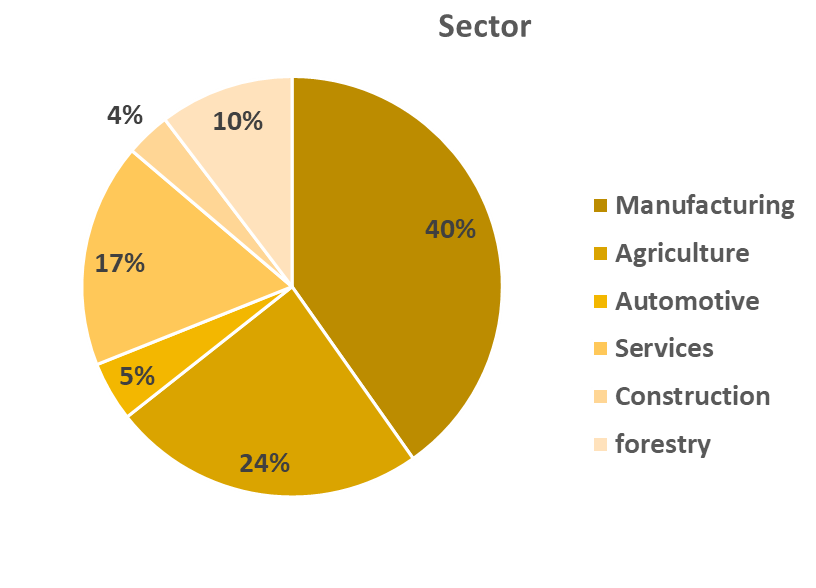 Sector
4%
10%
40%
17%
5%
24%
Manufacturing
Agriculture
Automotive
Services
Construction
forestry